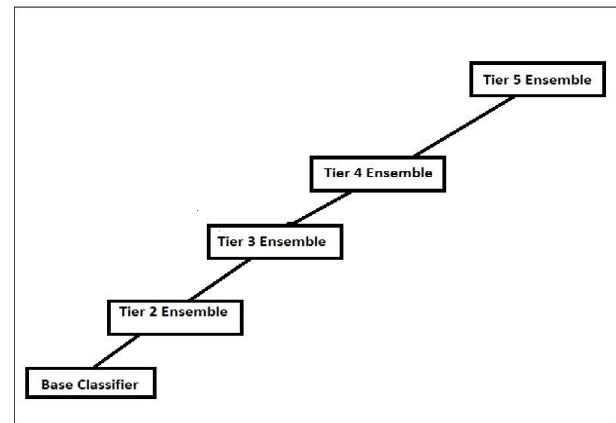 Tier 5 Ensemble
Tier 4 Ensemble
Tier 3 Ensemble
Tier 2 Ensemble
Base Classifier